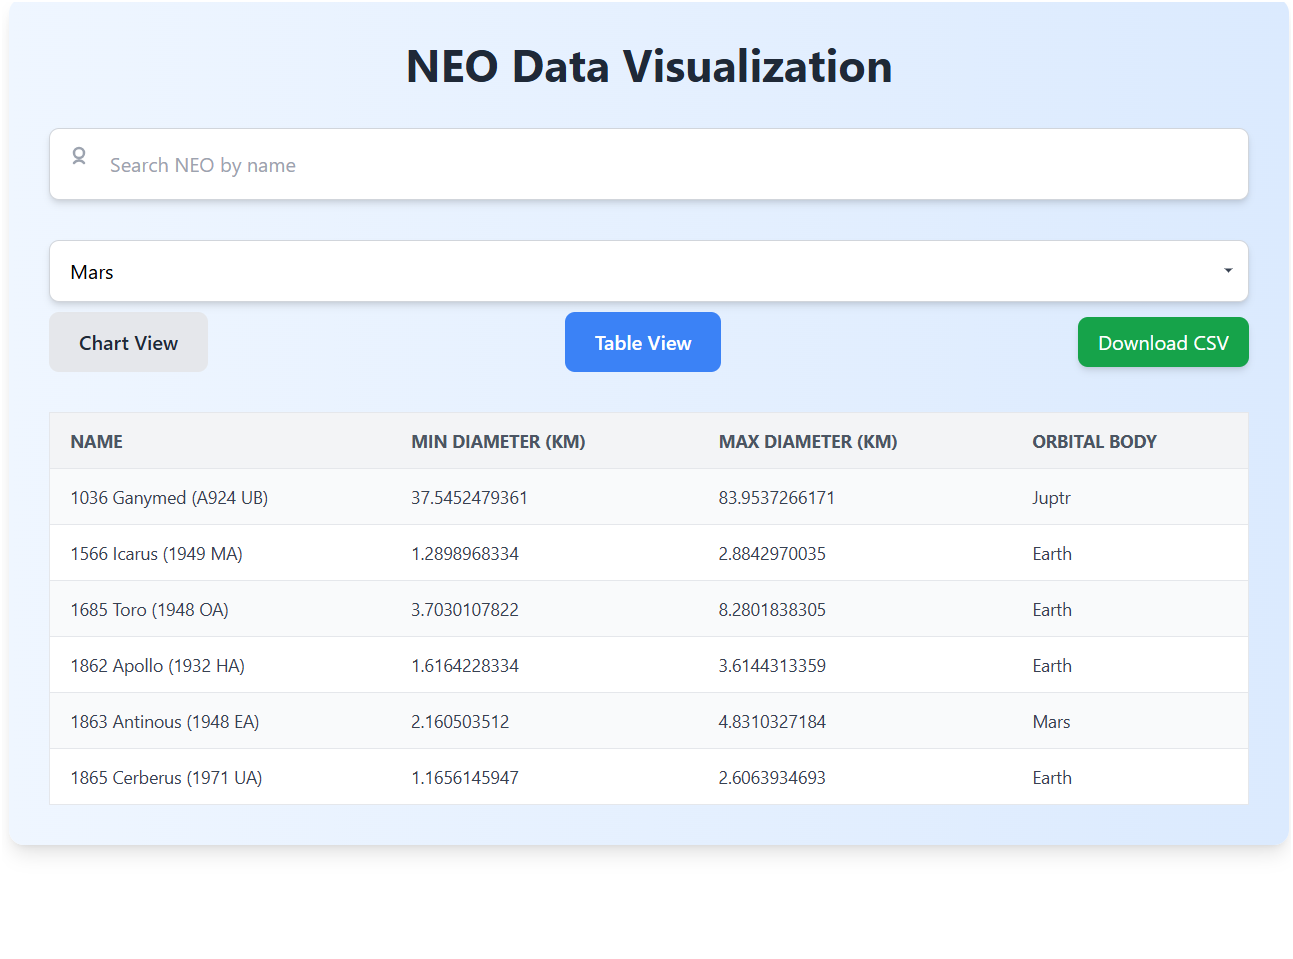 NEO Data Visualization
Search NEO by name
Mars
Chart View Table View Download CSV
NAME MIN DIAMETER (KM) MAX DIAMETER (KM) ORBITAL BODY
1036 Ganymed (A924 UB) 37.5452479361 83.9537266171 Juptr
1566 Icarus (1949 MA) 1.2898968334 2.8842970035 Earth
1685 Toro (1948 OA) 3.7030107822 8.2801838305 Earth
1862 Apollo (1932 HA) 1.6164228334 3.6144313359 Earth
1863 Antinous (1948 EA) 2.160503512 4.8310327184 Mars
1865 Cerberus (1971 UA) 1.1656145947 2.6063934693 Earth